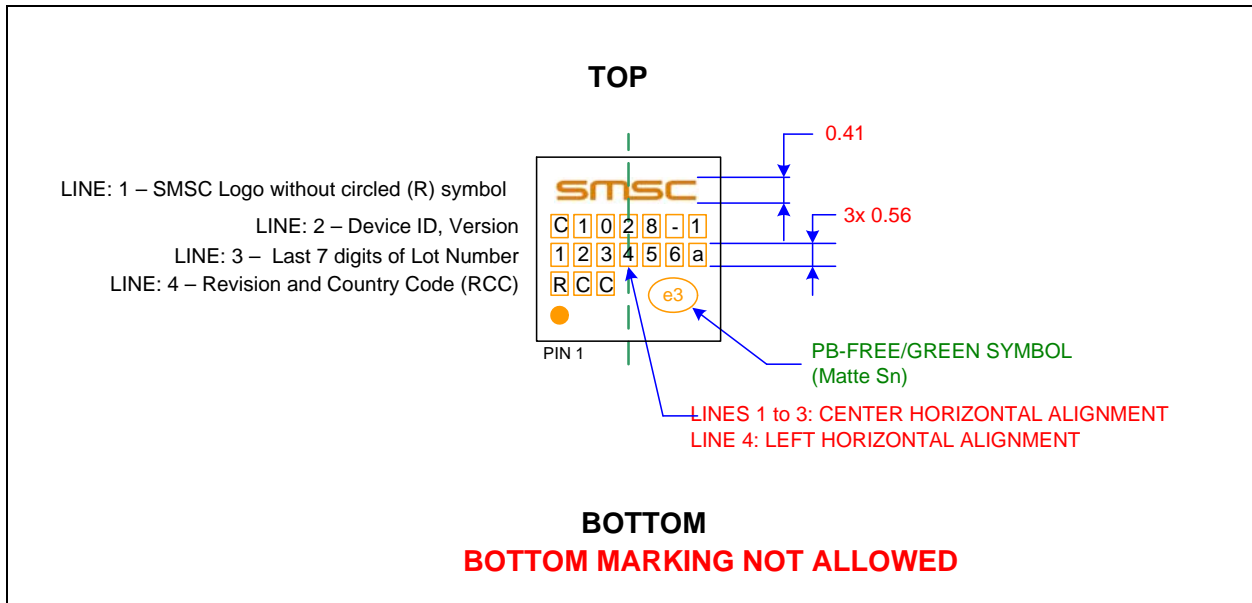 TOP
0.41
LINE: 1 – SMSC Logo without circled (R) symbol
smsc
LINE: 2 – Device ID, Version
C1028-1
3x 0.56
LINE: 3 – Last 7 digits of Lot Number
123456a
LINE: 4 – Revision and Country Code (RCC)
RCC
e3
PIN 1
PB-FREE/GREEN SYMBOL
(Matte Sn)
LINES 1 to 3: CENTER HORIZONTAL ALIGNMENT
LINE 4: LEFT HORIZONTAL ALIGNMENT
BOTTOM
BOTTOM MARKING NOT ALLOWED